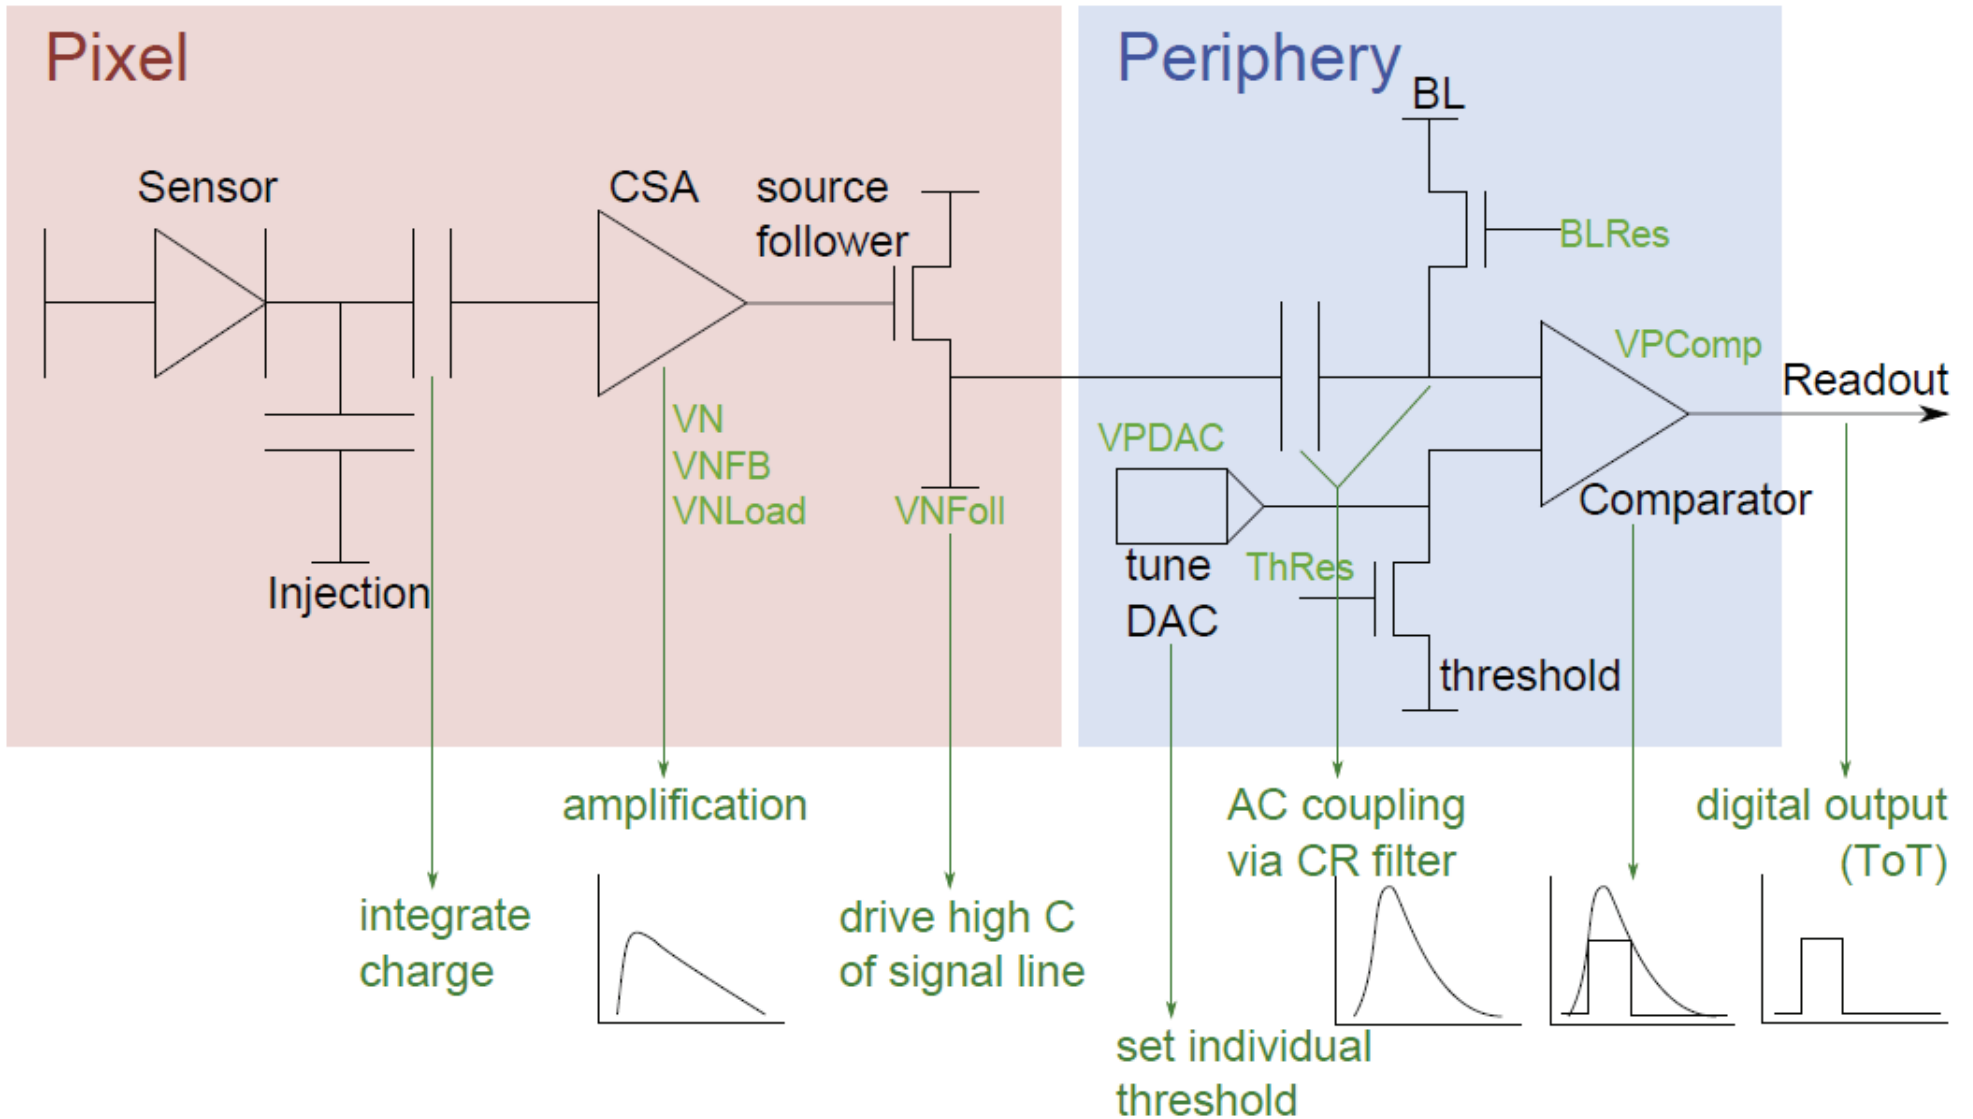 Pixel
Periphery
BL
Sensor
CSA
source
follower
BLRes
VPComp
Readout
VN
VNFB
VNLoad
VNFoll
VPDAC
Comparator
tune
DAC
ThRes
Injection
threshold
amplification
AC coupling
via CR filter
digital output
(ToT)
integrate
charge
drive high C
of signal line
set individual
threshold